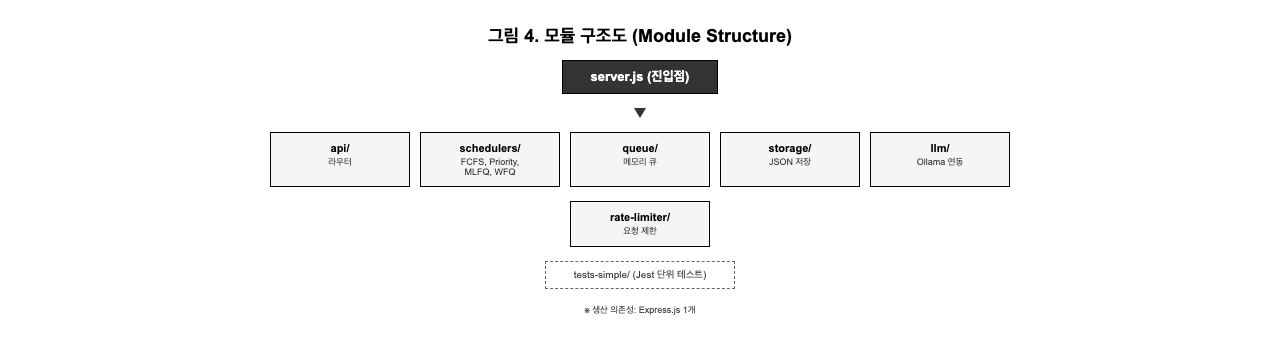 그림 4. 모듈 구조도 (Module Structure)
server.js (진입점)
api/
라우터
schedulers/
FCFS, Priority,
MLFQ, WFQ
queue/
메모리 큐
storage/
JSON 저장
llm/
Ollama 연동
rate-limiter/
요청 제한
tests-simple/ (Jest 단위 테스트)
※ 생산 의존성: Express.js 1개